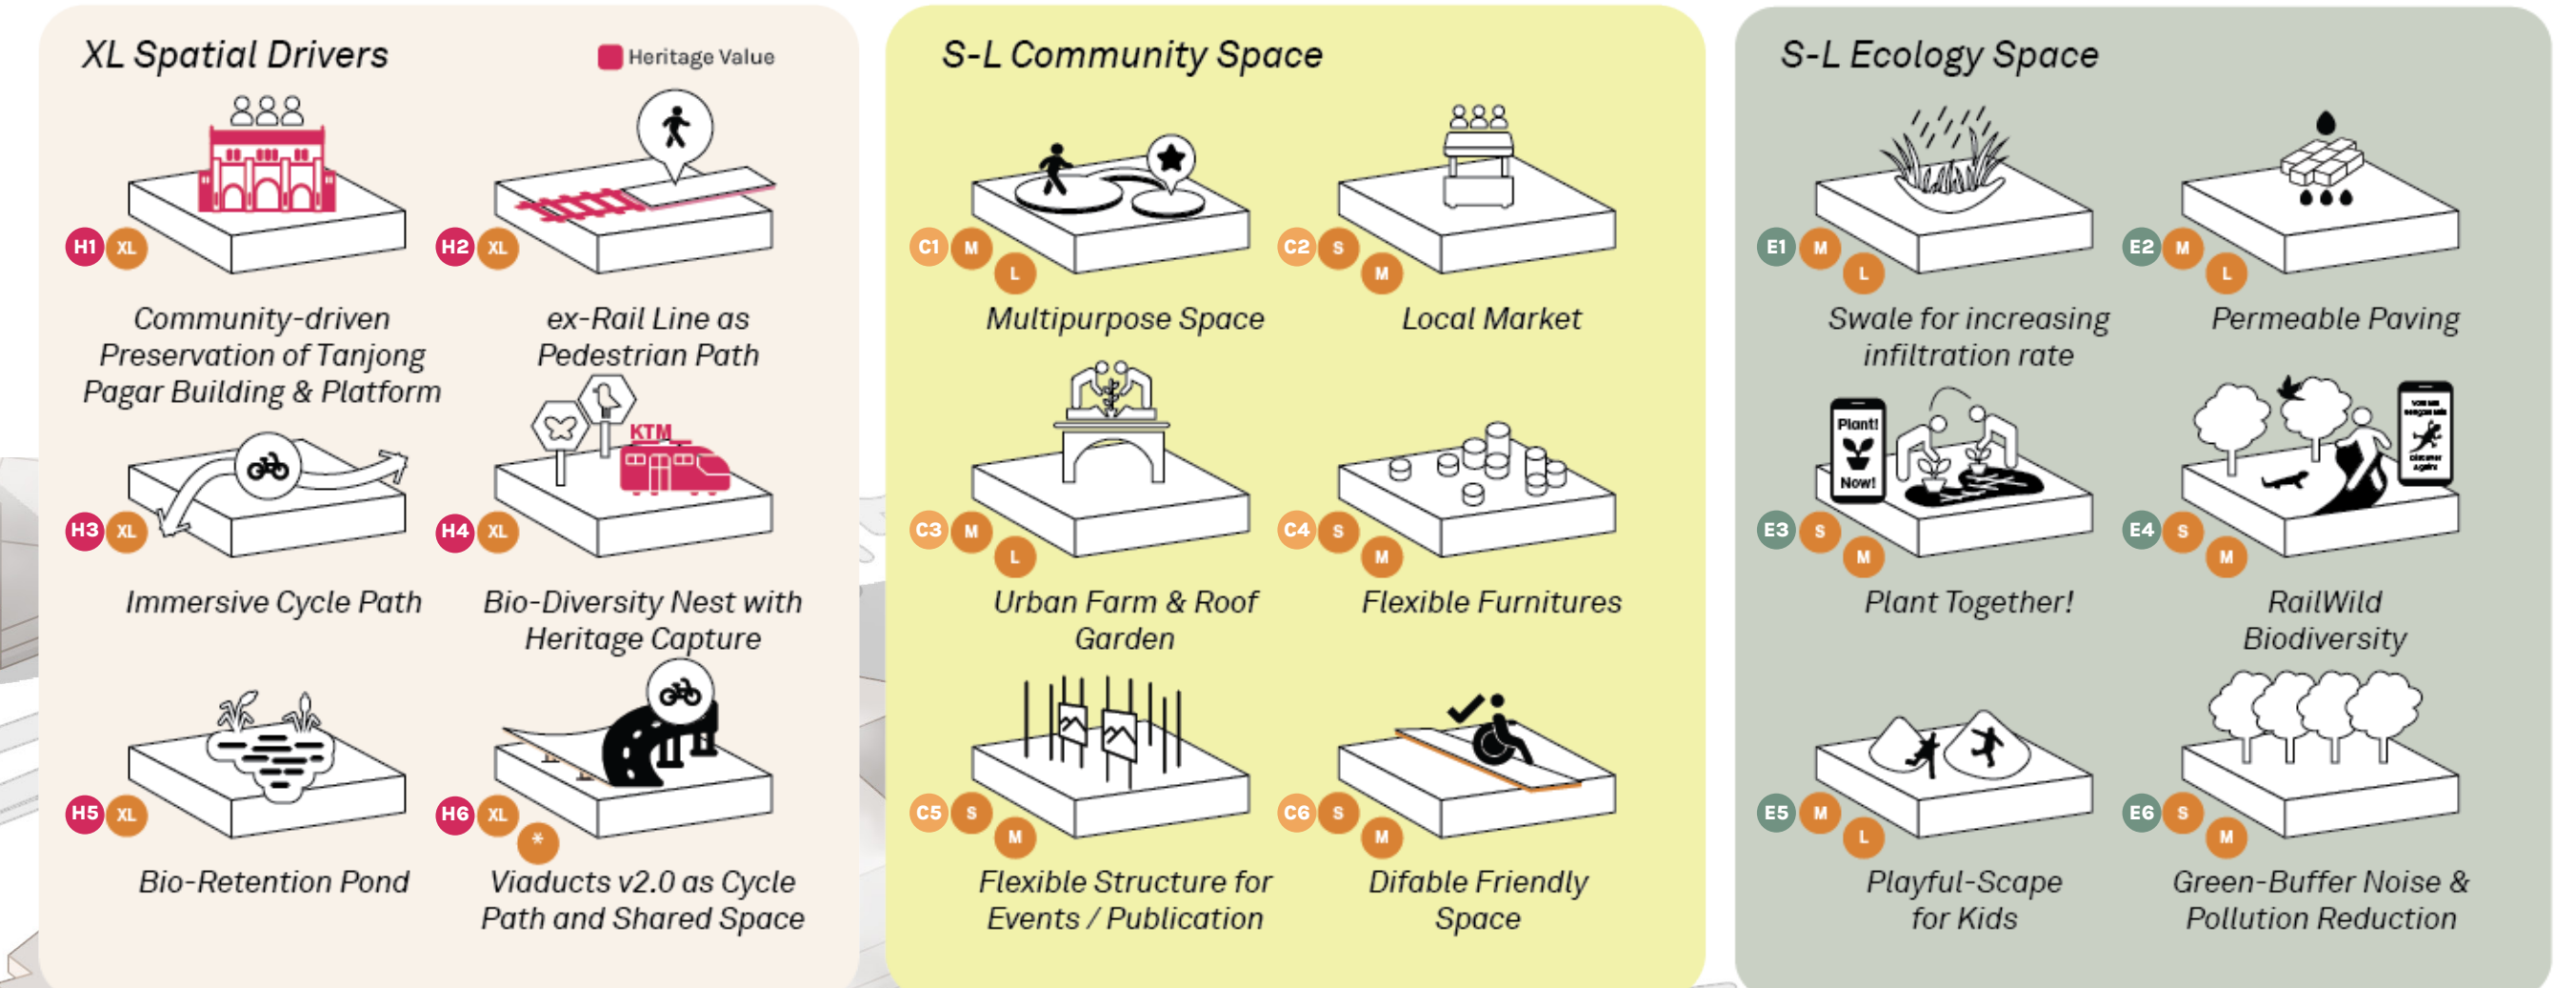 XL Spatial Drivers
Heritage Value
H1 XL
Community-driven
Preservation of Tanjong
Pagar Building & Platform
H2 XL
ex-Rail Line as
Pedestrian Path
H3 XL
Immersive Cycle Path
KTM
H4 XL
Bio-Diversity Nest with
Heritage Capture
H5 XL
Bio-Retention Pond
H6 XL
*
Viaducts v2.0 as Cycle
Path and Shared Space
S-L Community Space
C1 M
L
Multipurpose Space
C2 S
M
Local Market
C3 M
L
Urban Farm & Roof
Garden
C4 S
M
Flexible Furnitures
C5 S
M
Flexible Structure for
Events / Publication
C6 S
M
Difable Friendly
Space
S-L Ecology Space
E1 M
L
Swale for increasing
infiltration rate
E2 M
L
Permeable Paving
Plant!
Now!
E3 S
M
Plant Together!
Discover
Again!
E4 S
M
RailWild
Biodiversity
E5 M
L
Playful-Scape
for Kids
E6 S
M
Green-Buffer Noise &
Pollution Reduction